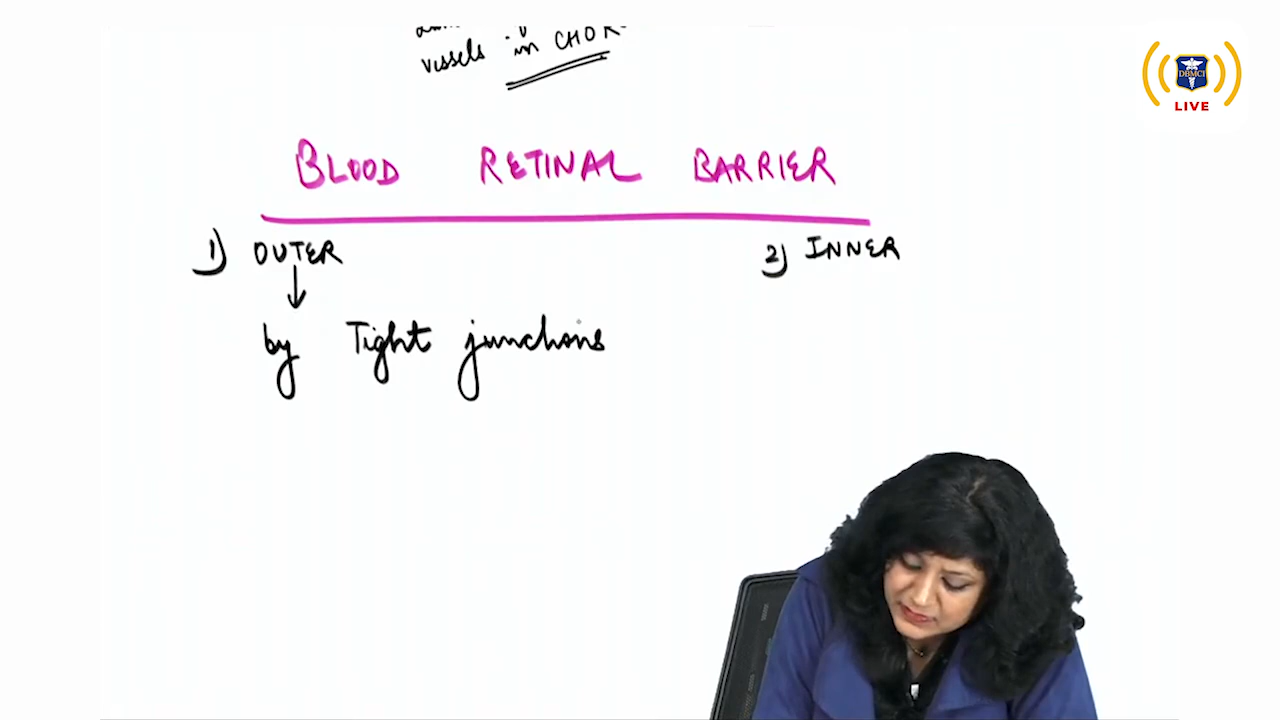 vessels in CHOR
BLOOD RETINAL BARRIER
1) OUTER
2) INNER
by Tight junctions
DBMCI
LIVE